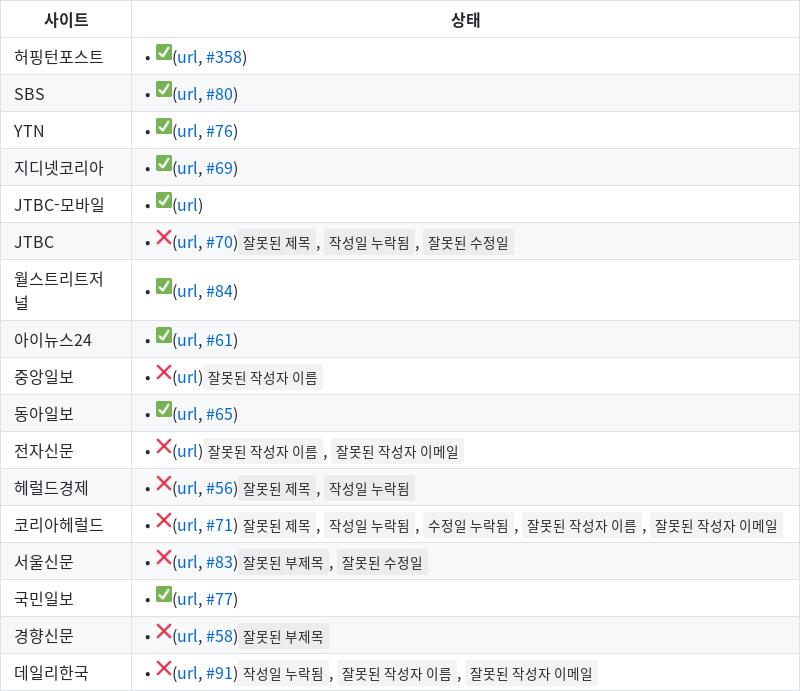 사이트 상태
허핑턴포스트 • ✅(url, #358)
SBS • ✅(url, #80)
YTN • ✅(url, #76)
지디넷코리아 • ✅(url, #69)
JTBC-모바일 • ✅(url)
JTBC • ❌(url, #70) 잘못된 제목 , 작성일 누락됨 , 잘못된 수정일
월스트리트저
널 • ✅(url, #84)
아이뉴스24 • ✅(url, #61)
중앙일보 • ❌(url) 잘못된 작성자 이름
동아일보 • ✅(url, #65)
전자신문 • ❌(url) 잘못된 작성자 이름 , 잘못된 작성자 이메일
헤럴드경제 • ❌(url, #56) 잘못된 제목 , 작성일 누락됨
코리아헤럴드 • ❌(url, #71) 잘못된 제목 , 작성일 누락됨 , 수정일 누락됨 , 잘못된 작성자 이름 , 잘못된 작성자 이메일
서울신문 • ❌(url, #83) 잘못된 부제목 , 잘못된 수정일
국민일보 • ✅(url, #77)
경향신문 • ❌(url, #58) 잘못된 부제목
데일리한국 • ❌(url, #91) 작성일 누락됨 , 잘못된 작성자 이름 , 잘못된 작성자 이메일